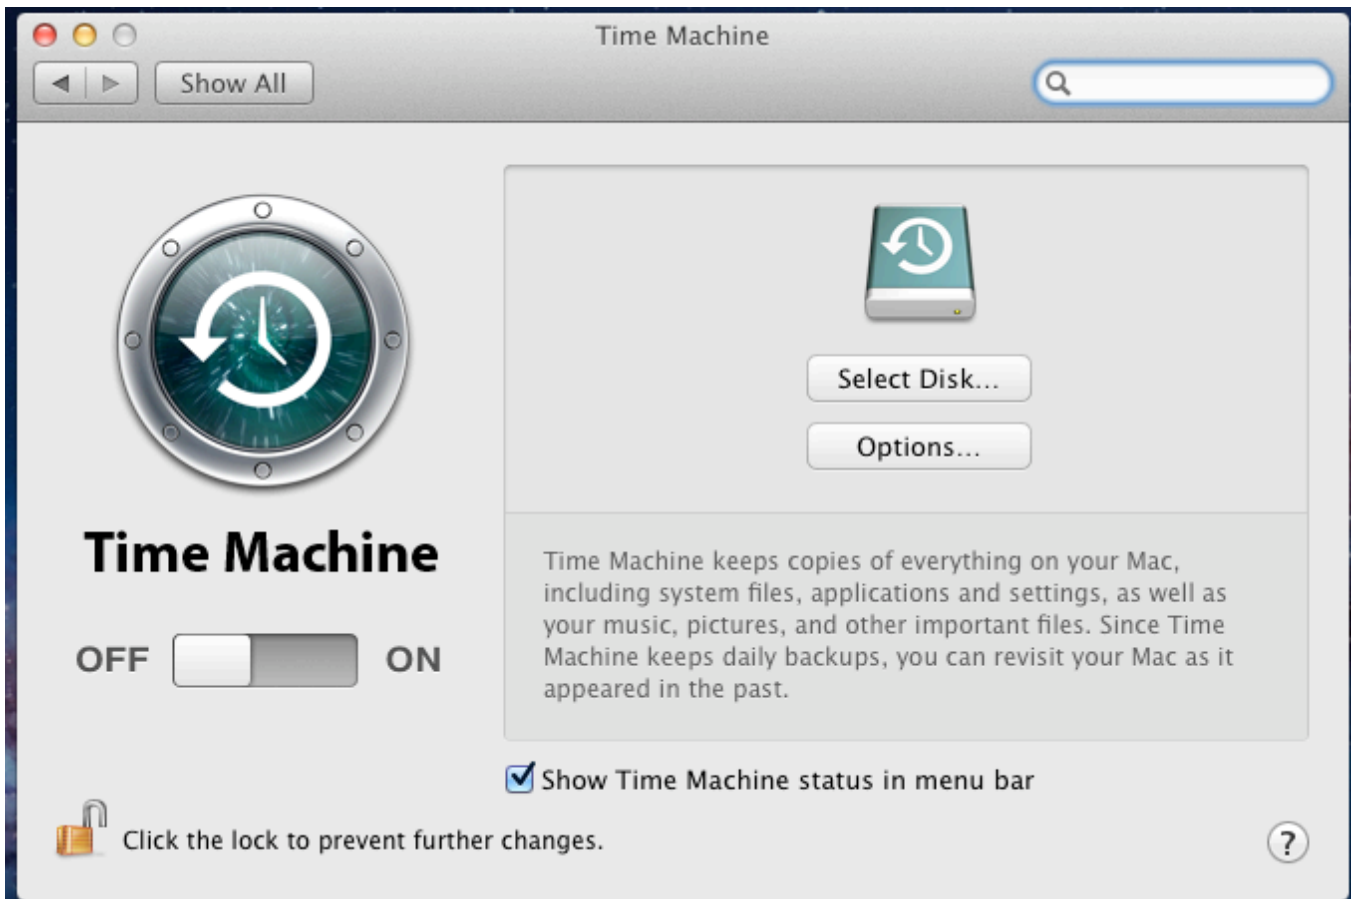 Time Machine
Show All
Select Disk...
Options...
Time Machine
Time Machine keeps copies of everything on your Mac,
including system files, applications and settings, as well as
your music, pictures, and other important files. Since Time
Machine keeps daily backups, you can revisit your Mac as it
appeared in the past.
OFF ON
Show Time Machine status in menu bar
Click the lock to prevent further changes.
?